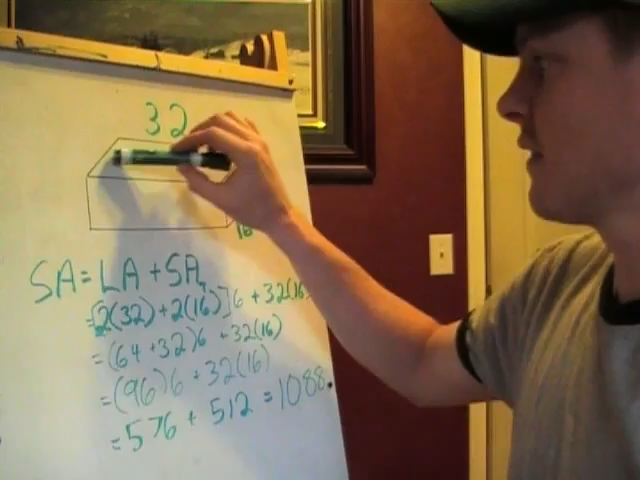 32
16
SA = LA + SAT
= [2(32) + 2(16)]6 + 32(16)
= (64 + 32)6 + 32(16)
= (96)6 + 32(16)
= 576 + 512 = 1088.